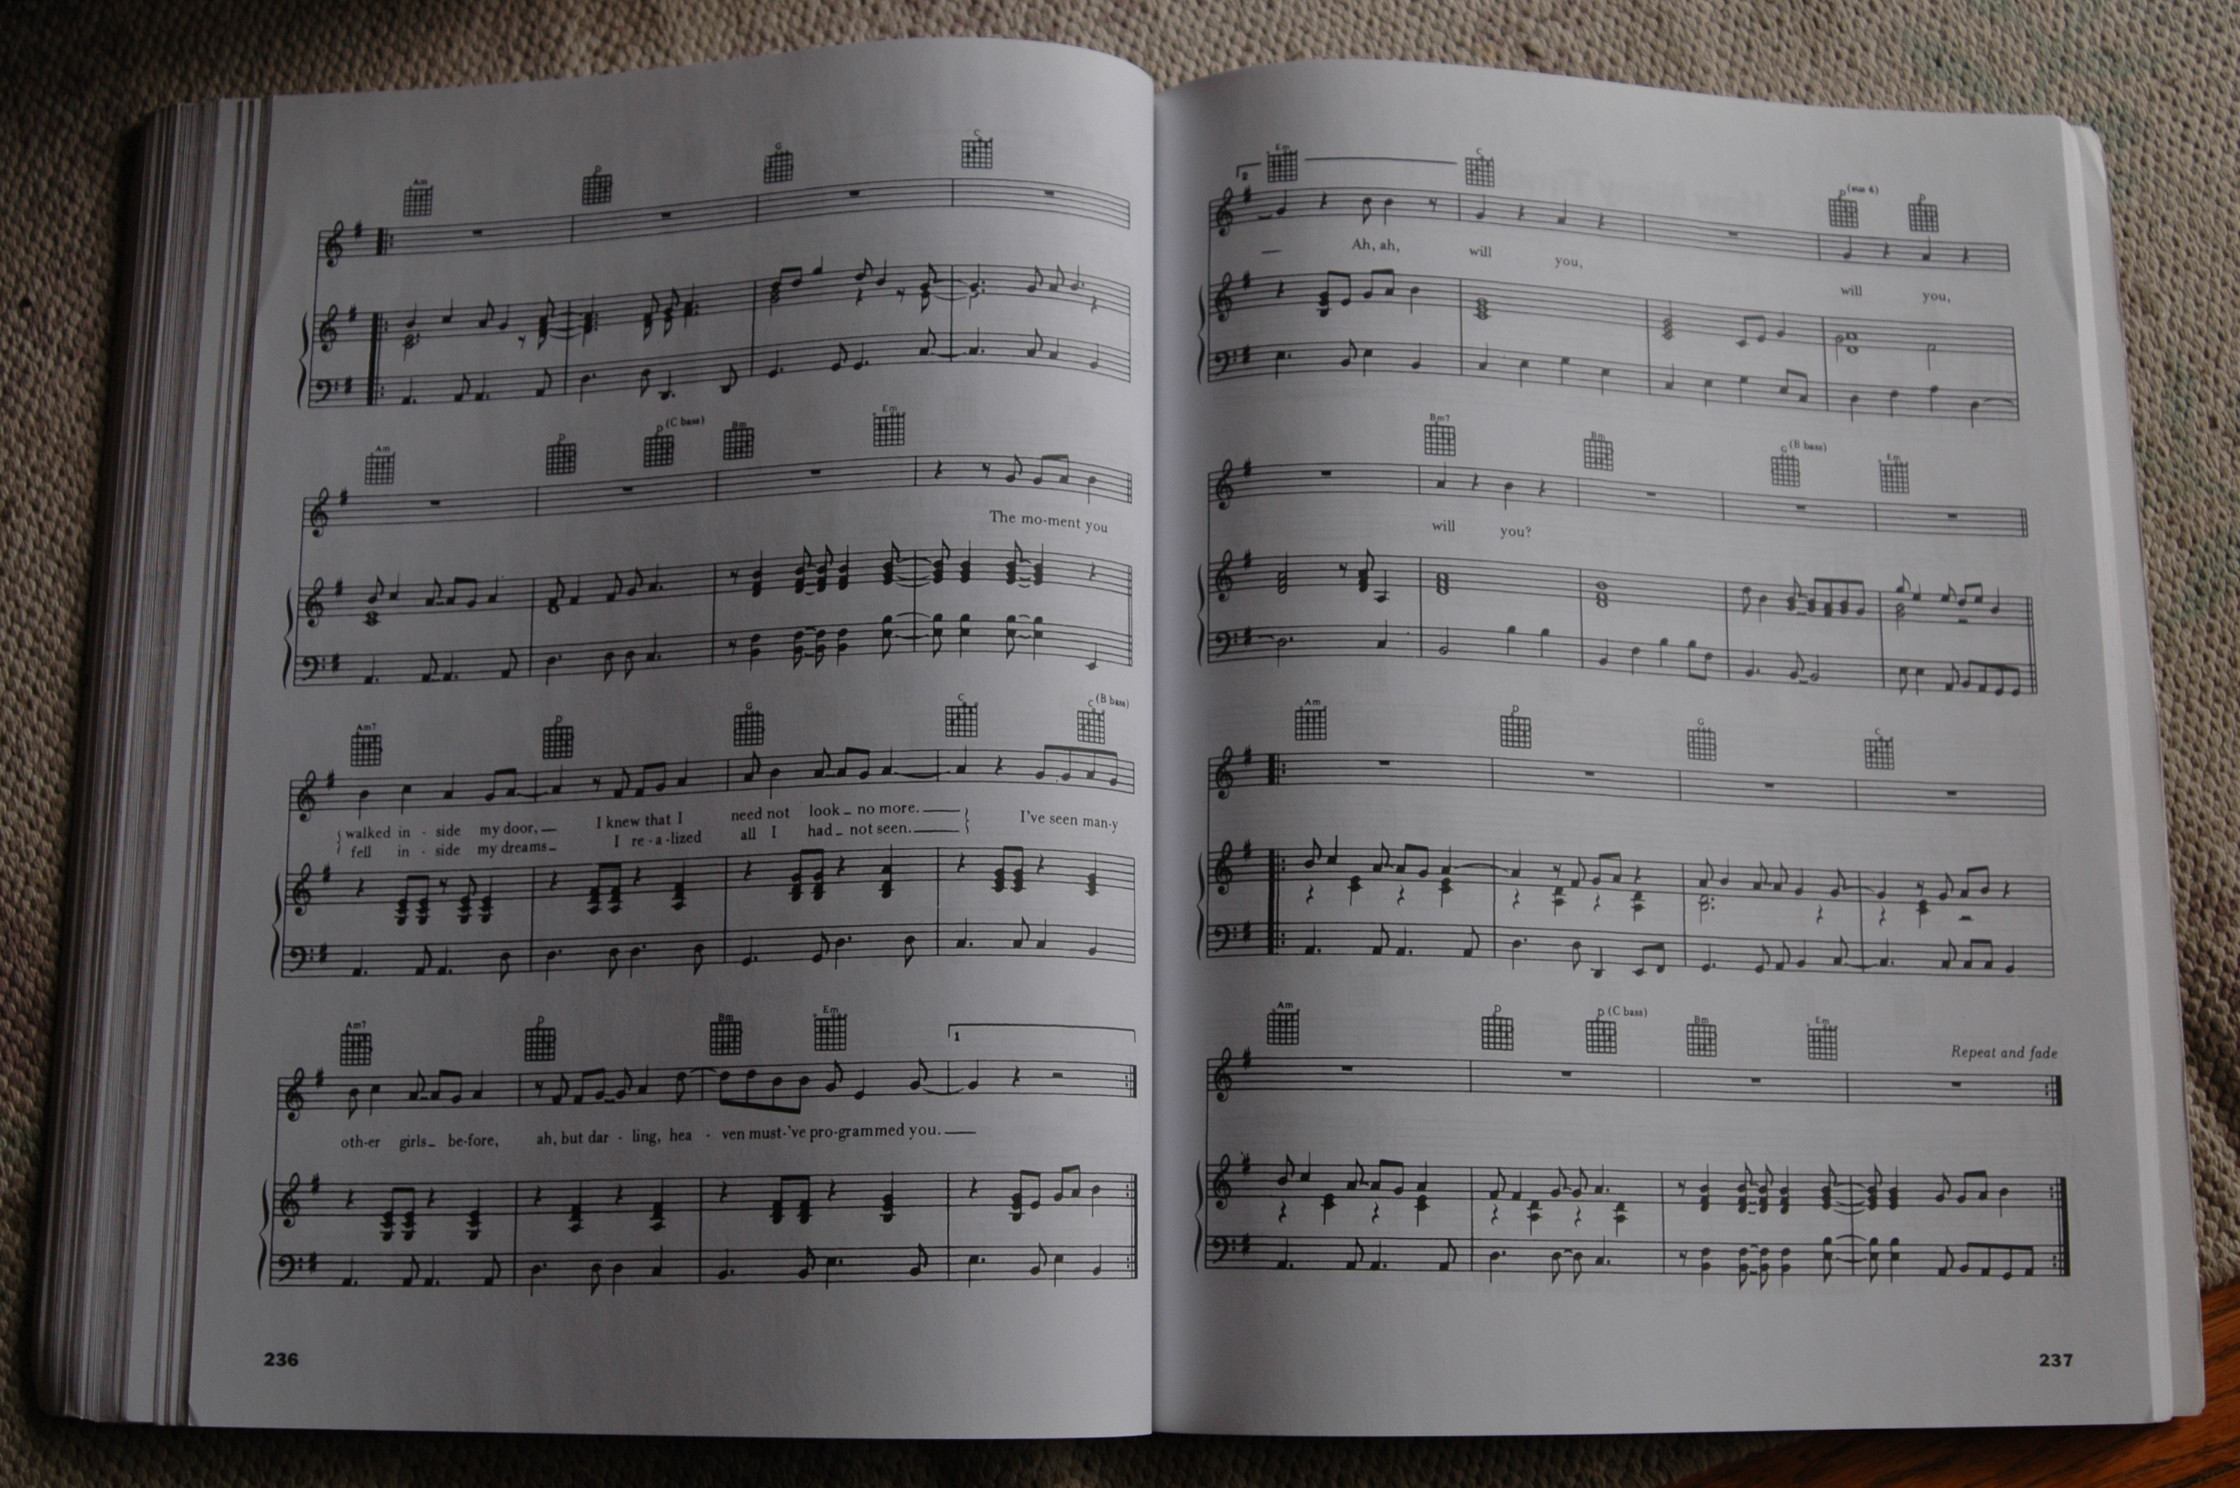 Am D G C
Am D D (C bass) Bm Em
The mo-ment you
Am7 D G C C (B bass)
walked in - side my door, I knew that I need not look no more. I've seen man-y
fell in - side my dreams I re - a - lized all I had not seen.
Am7 D Bm Em 1
oth-er girls be-fore, ah, but dar - ling, hea - ven must-'ve pro-grammed you.
236
2 Em C D (sus 4) D
Ah, ah, will you, will you,
Bm7 Bm G (B bass) Em
will you?
Am D G C
Am D D (C bass) Bm Em Repeat and fade
237